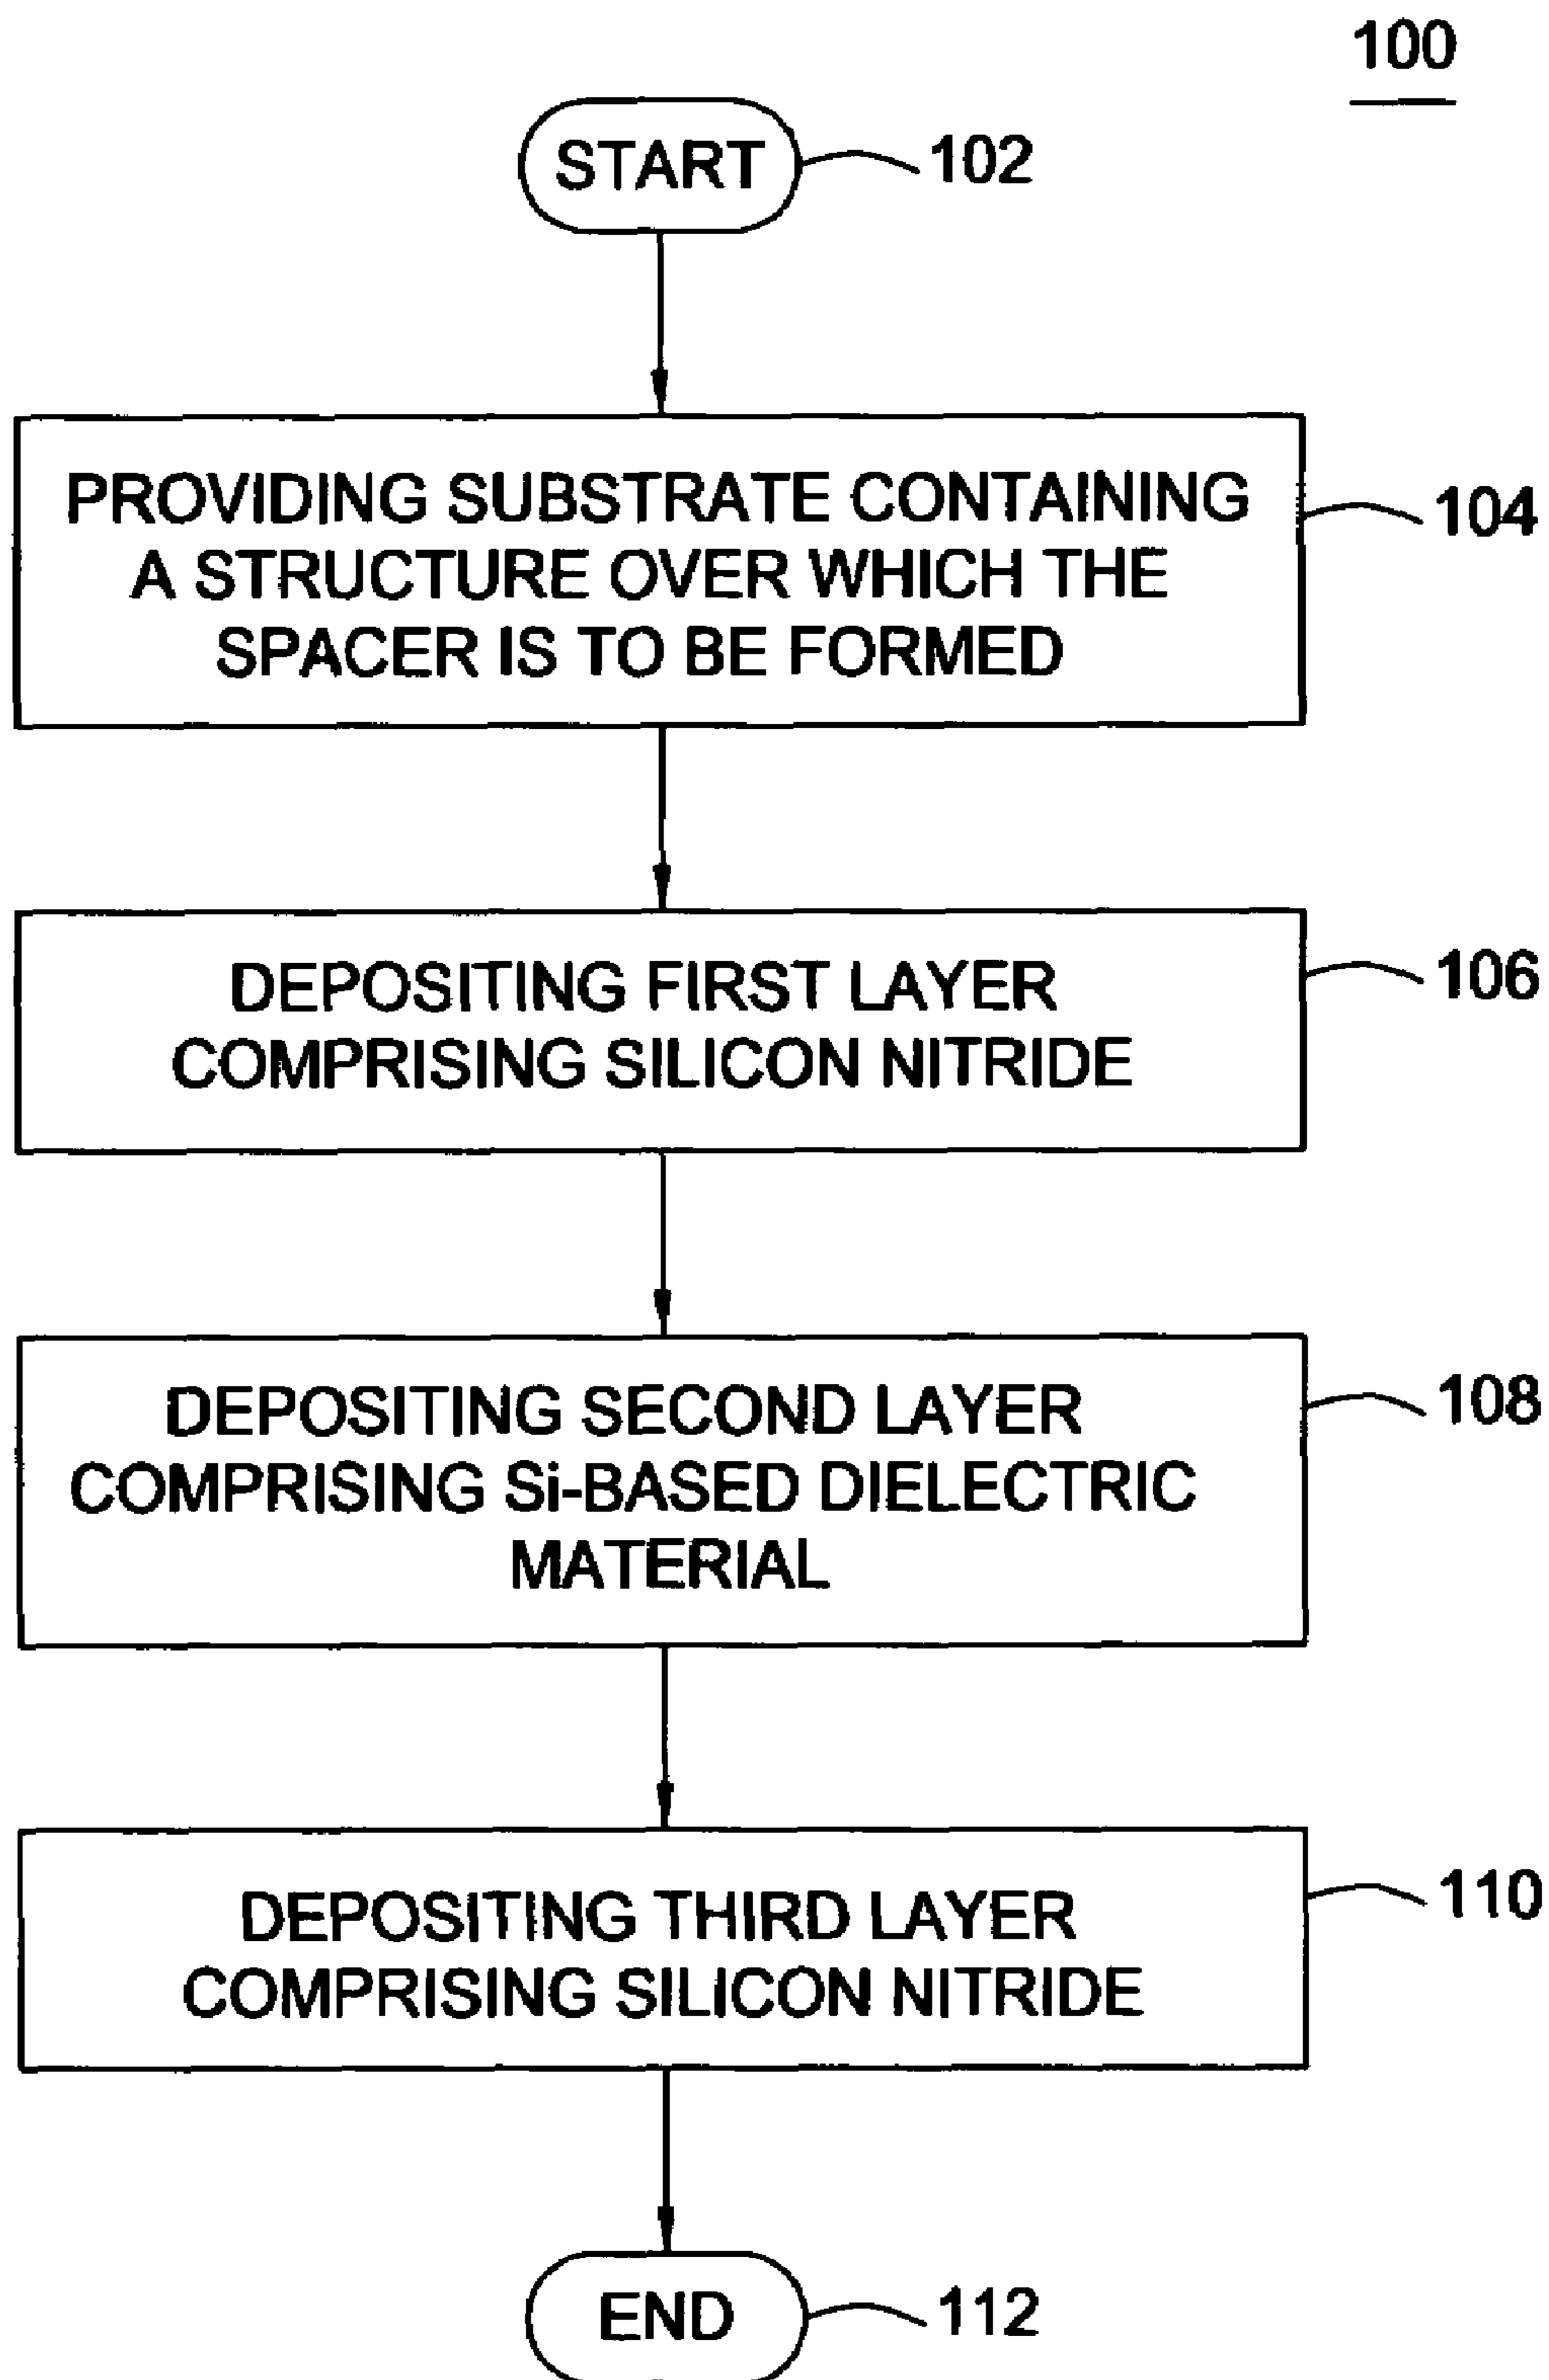 100
START
102
PROVIDING SUBSTRATE CONTAINING
A STRUCTURE OVER WHICH THE
SPACER IS TO BE FORMED
104
DEPOSITING FIRST LAYER
COMPRISING SILICON NITRIDE
106
DEPOSITING SECOND LAYER
COMPRISING Si-BASED DIELECTRIC
MATERIAL
108
DEPOSITING THIRD LAYER
COMPRISING SILICON NITRIDE
110
END
112